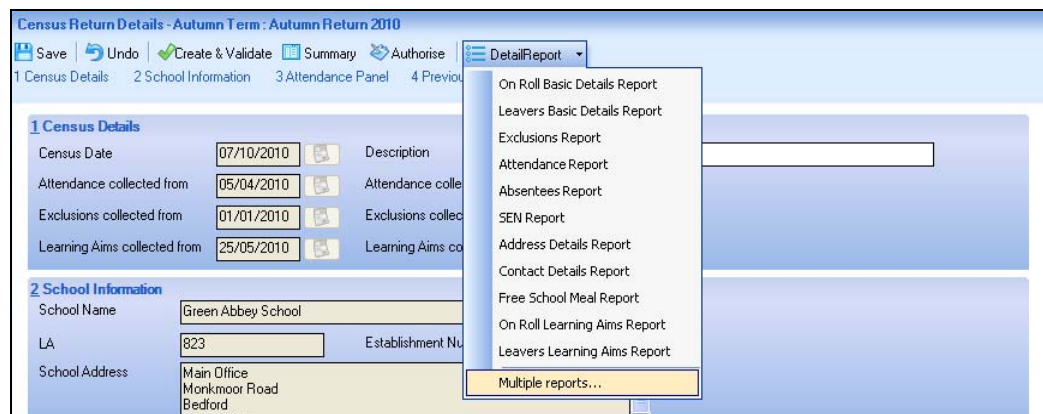 Census Return Details - Autumn Term : Autumn Return 2010
Save Undo Create & Validate Summary Authorise DetailReport
1 Census Details 2 School Information 3 Attendance Panel 4 Previou
On Roll Basic Details Report
Leavers Basic Details Report
Exclusions Report
Attendance Report
Absentees Report
SEN Report
Address Details Report
Contact Details Report
Free School Meal Report
On Roll Learning Aims Report
Leavers Learning Aims Report
Multiple reports...
1 Census Details
Census Date 07/10/2010 Description
Attendance collected from 05/04/2010 Attendance colle
Exclusions collected from 01/01/2010 Exclusions collec
Learning Aims collected from 25/05/2010 Learning Aims co
2 School Information
School Name Green Abbey School
LA 823 Establishment Nu
School Address Main Office
Monkmoor Road
Bedford